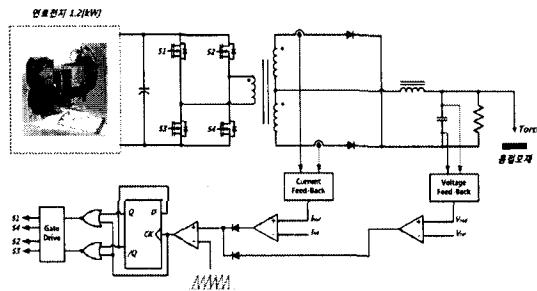 연료전지 1.2[kW]
S1
S2
S3
S4
Torch
용접모재
Current
Feed-Back
Voltage
Feed-Back
S1
S4
S2
S3
Gate
Drive
Q
D
CK
/Q
+
-
+
-
+
-